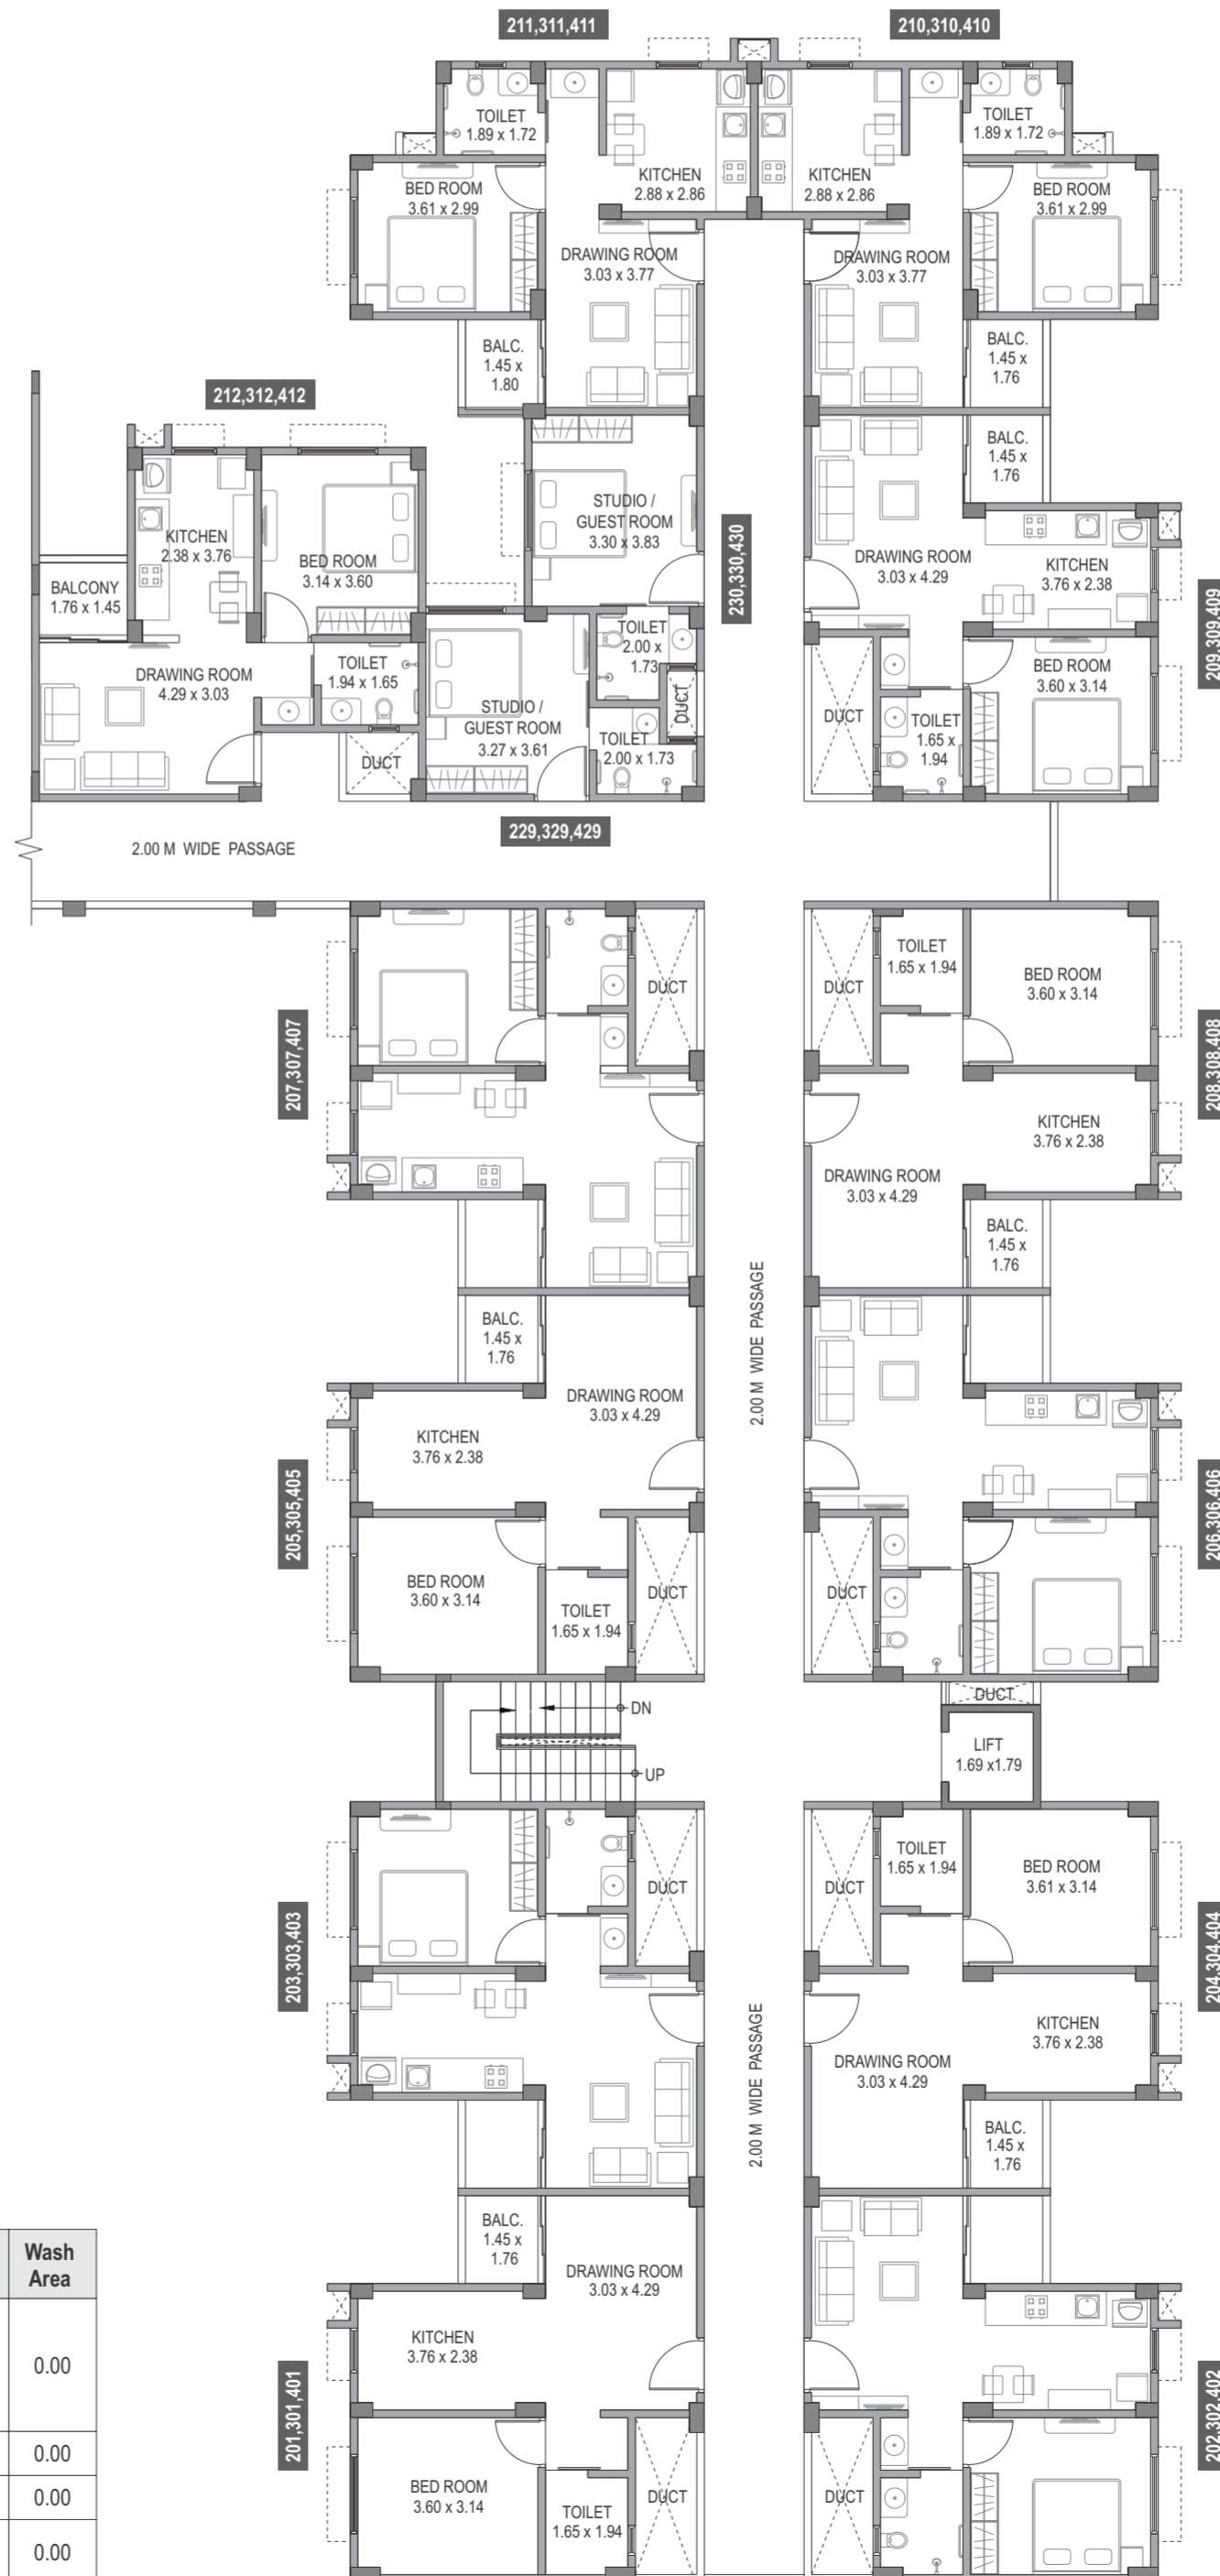 211,311,411
210,310,410
TOILET
1.89 x 1.72
KITCHEN
2.88 x 2.86
KITCHEN
2.88 x 2.86
TOILET
1.89 x 1.72
BED ROOM
3.61 x 2.99
BED ROOM
3.61 x 2.99
DRAWING ROOM
3.03 x 3.77
DRAWING ROOM
3.03 x 3.77
BALC.
1.45 x
1.80
BALC.
1.45 x
1.76
212,312,412
BALC.
1.45 x
1.76
KITCHEN
2.38 x 3.76
BED ROOM
3.14 x 3.60
STUDIO /
GUEST ROOM
3.30 x 3.83
230,330,430
DRAWING ROOM
3.03 x 4.29
KITCHEN
3.76 x 2.38
209,309,409
BALCONY
1.76 x 1.45
DRAWING ROOM
4.29 x 3.03
TOILET
1.94 x 1.65
TOILET
2.00 x
1.73
DUCT
BED ROOM
3.60 x 3.14
STUDIO /
GUEST ROOM
3.27 x 3.61
TOILET
2.00 x 1.73
DUCT
TOILET
1.65 x
1.94
DUCT
229,329,429
2.00 M WIDE PASSAGE
DUCT
DUCT
TOILET
1.65 x 1.94
BED ROOM
3.60 x 3.14
207,307,407
208,308,408
KITCHEN
3.76 x 2.38
DRAWING ROOM
3.03 x 4.29
BALC.
1.45 x
1.76
2.00 M WIDE PASSAGE
BALC.
1.45 x
1.76
DRAWING ROOM
3.03 x 4.29
KITCHEN
3.76 x 2.38
205,305,405
206,306,406
BED ROOM
3.60 x 3.14
TOILET
1.65 x 1.94
DUCT
DUCT
DUCT
DN
UP
LIFT
1.69 x1.79
DUCT
DUCT
TOILET
1.65 x 1.94
BED ROOM
3.61 x 3.14
203,303,403
204,304,404
KITCHEN
3.76 x 2.38
DRAWING ROOM
3.03 x 4.29
2.00 M WIDE PASSAGE
BALC.
1.45 x
1.76
BALC.
1.45 x
1.76
DRAWING ROOM
3.03 x 4.29
KITCHEN
3.76 x 2.38
201,301,401
202,302,402
BED ROOM
3.60 x 3.14
TOILET
1.65 x 1.94
DUCT
DUCT
Wash
Area
0.00
0.00
0.00
0.00